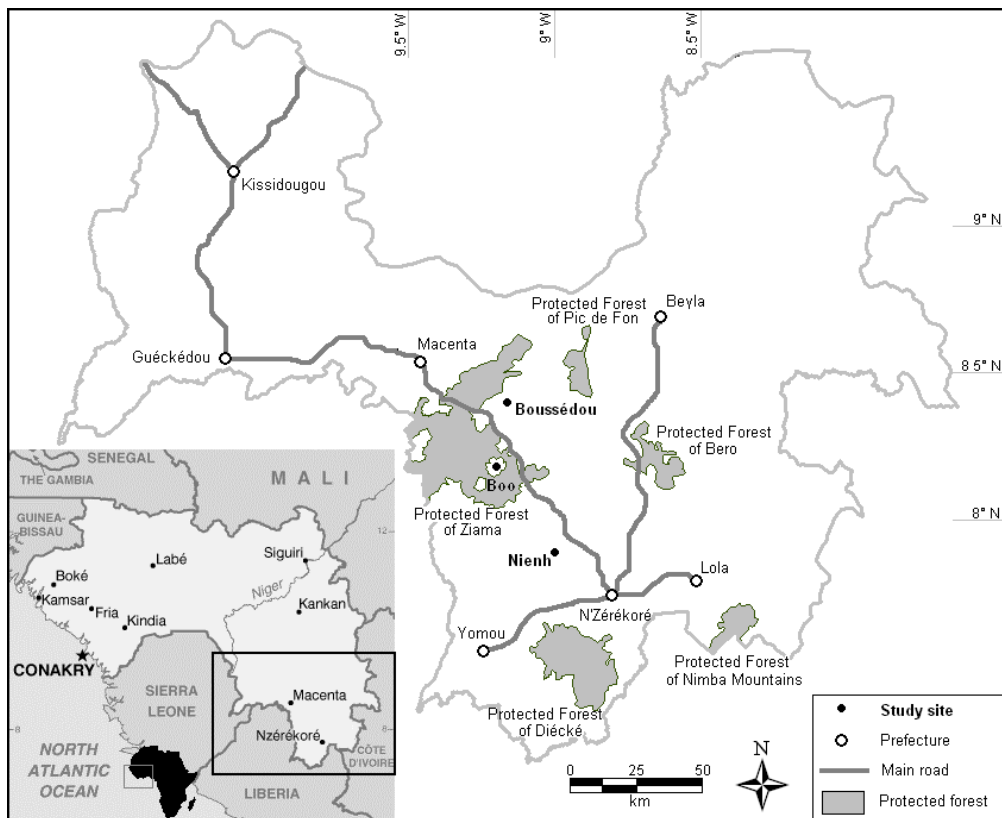 9.5° W
9° W
8.5° W
Kissidougou
9° N
Protected Forest
of Pic de Fon
Beyla
Guéckédou
Macenta
8 5° N
Boussédou
Protected Forest
of Bero
Boo
Protected Forest
of Ziama
8° N
Nienh
Lola
N'Zérékoré
Yomou
Protected Forest
of Nimba Mountains
Protected Forest
of Diécké
SENEGAL
THE GAMBIA
MALI
GUINEA-
BISSAU
12
Labé
Siguiri
Boké
Niger
Kamsar
Fria
Kankan
Kindia
CONAKRY
SIERRA
LEONE
Macenta
8
8
Nzérékoré
NORTH
ATLANTIC
OCEAN
CÔTE
D'IVOIRE
LIBERIA
0 25 50
km
N
Study site
Prefecture
Main road
Protected forest